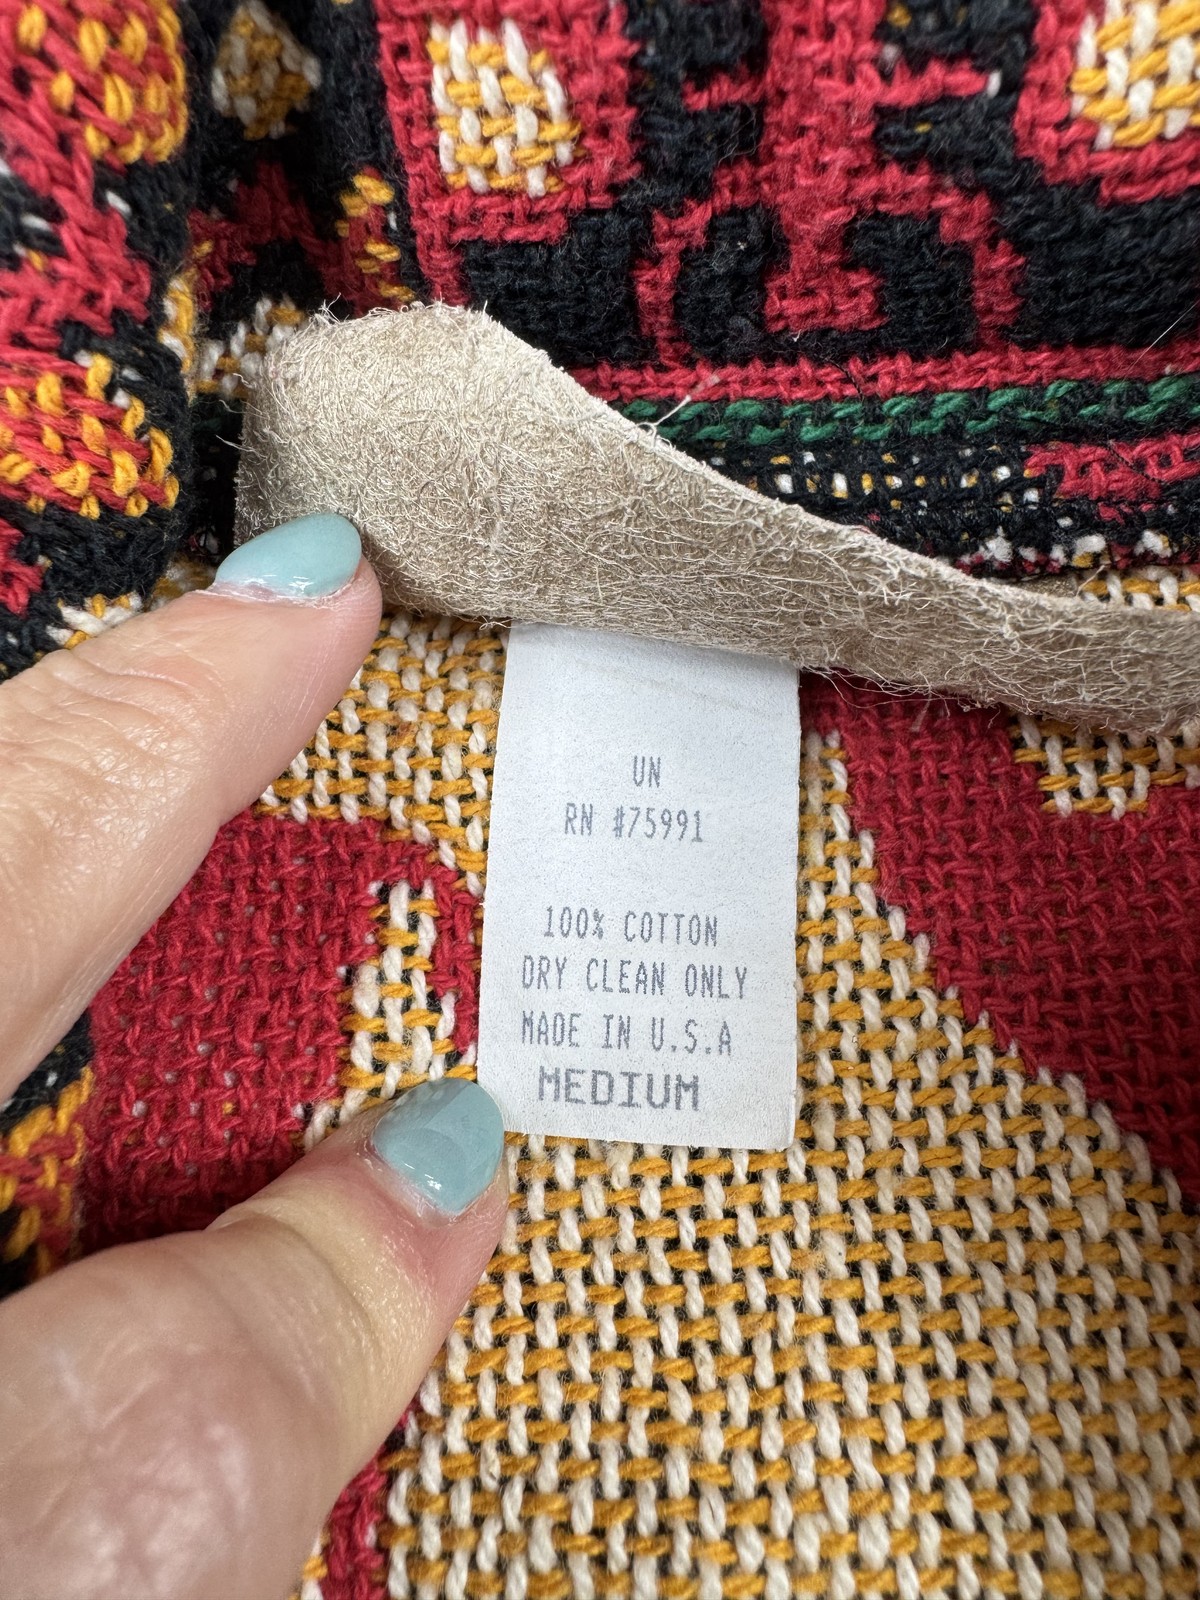 UN
RN #75991
100% COTTON
DRY CLEAN ONLY
MADE IN U.S.A
MEDIUM